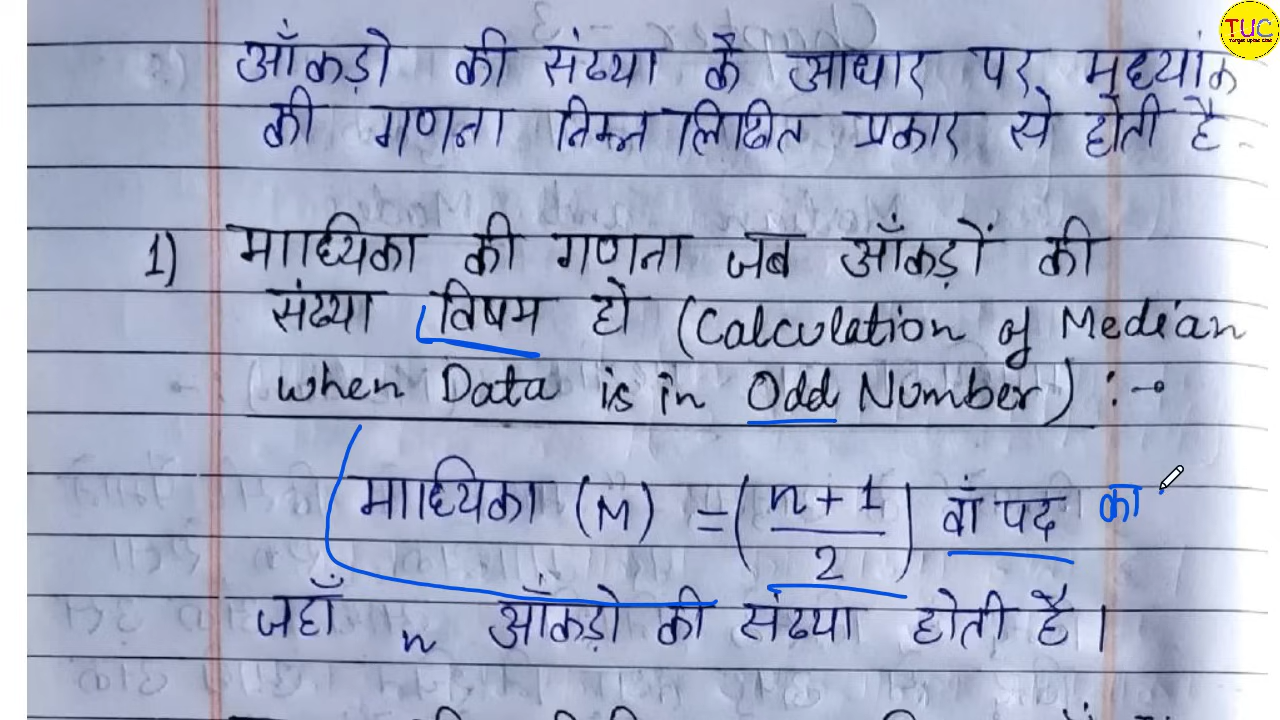 TUC
आँकड़ो की संख्या के आधार पर मध्यांक
की गणना निम्न लिखित प्रकार से होती है
1) माध्यिका की गणना जब आँकड़ों की
संख्या विषम हो (Calculation of Median
when Data is in Odd Number) :-
माध्यिका (M) = (n+1/2) वाँ पद का
जहाँ n आँकड़ो की संख्या होती है।